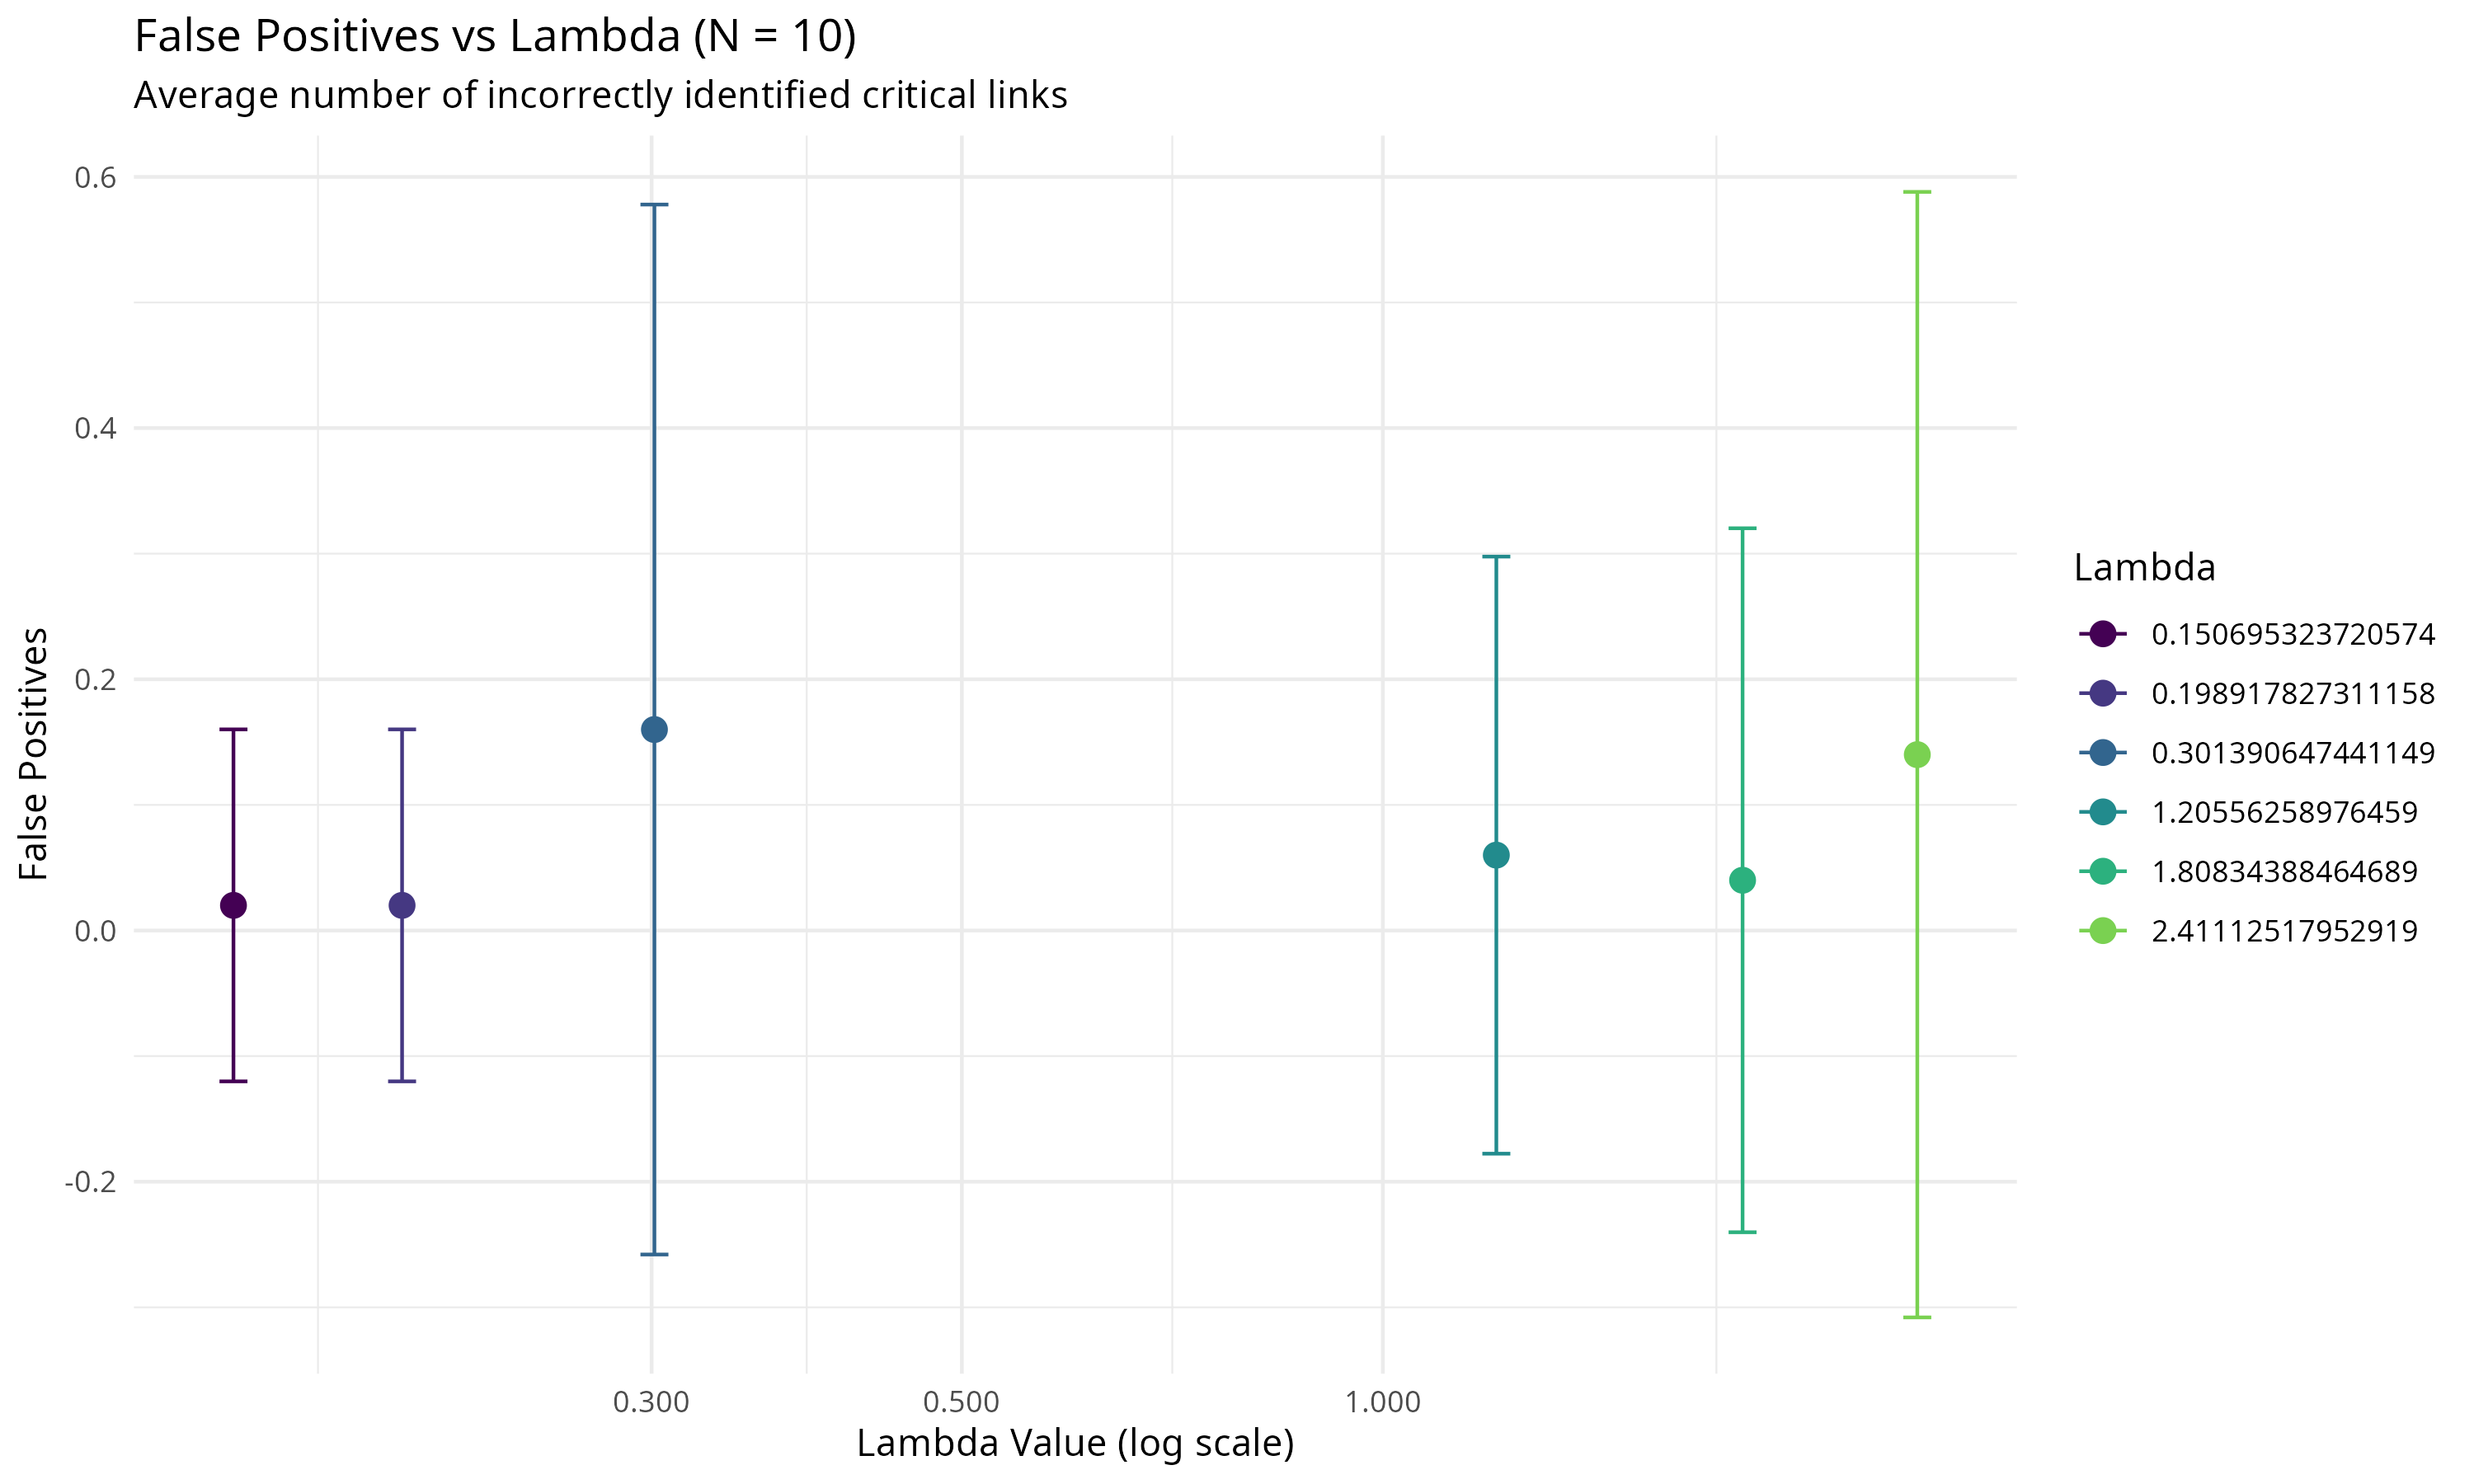 False Positives vs Lambda (N = 10)
Average number of incorrectly identified critical links
0.6
0.4
0.2
0.0
-0.2
False Positives
0.300
0.500
1.000
Lambda Value (log scale)
Lambda
0.150695323720574
0.198917827311158
0.301390647441149
1.20556258976459
1.80834388464689
2.41112517952919